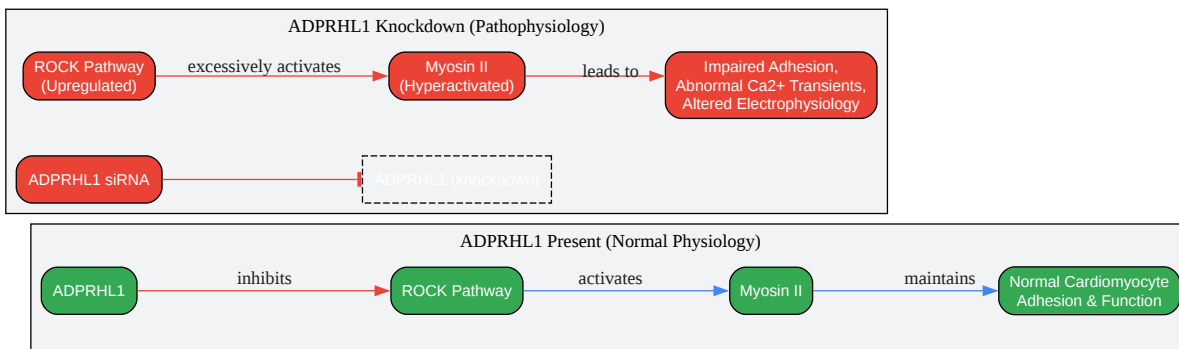 ADPRHL1 Knockdown (Pathophysiology)
ROCK Pathway
(Upregulated)
excessively activates
Myosin II
(Hyperactivated)
leads to
Impaired Adhesion,
Abnormal Ca2+ Transients,
Altered Electrophysiology
ADPRHL1 siRNA
ADPRHL1 (knockdown)
ADPRHL1 Present (Normal Physiology)
ADPRHL1
inhibits
ROCK Pathway
activates
Myosin II
maintains
Normal Cardiomyocyte
Adhesion & Function